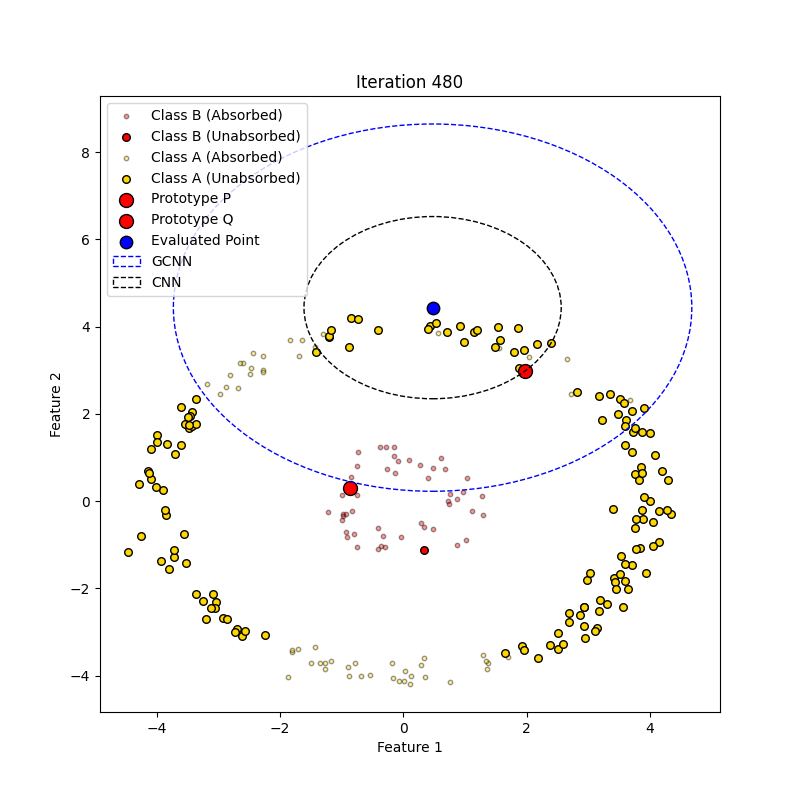 Iteration 480
Class B (Absorbed)
Class B (Unabsorbed)
Class A (Absorbed)
Class A (Unabsorbed)
Prototype P
Prototype Q
Evaluated Point
GCNN
CNN
8
6
4
2
0
−2
−4
Feature 2
−4 −2 0 2 4
Feature 1